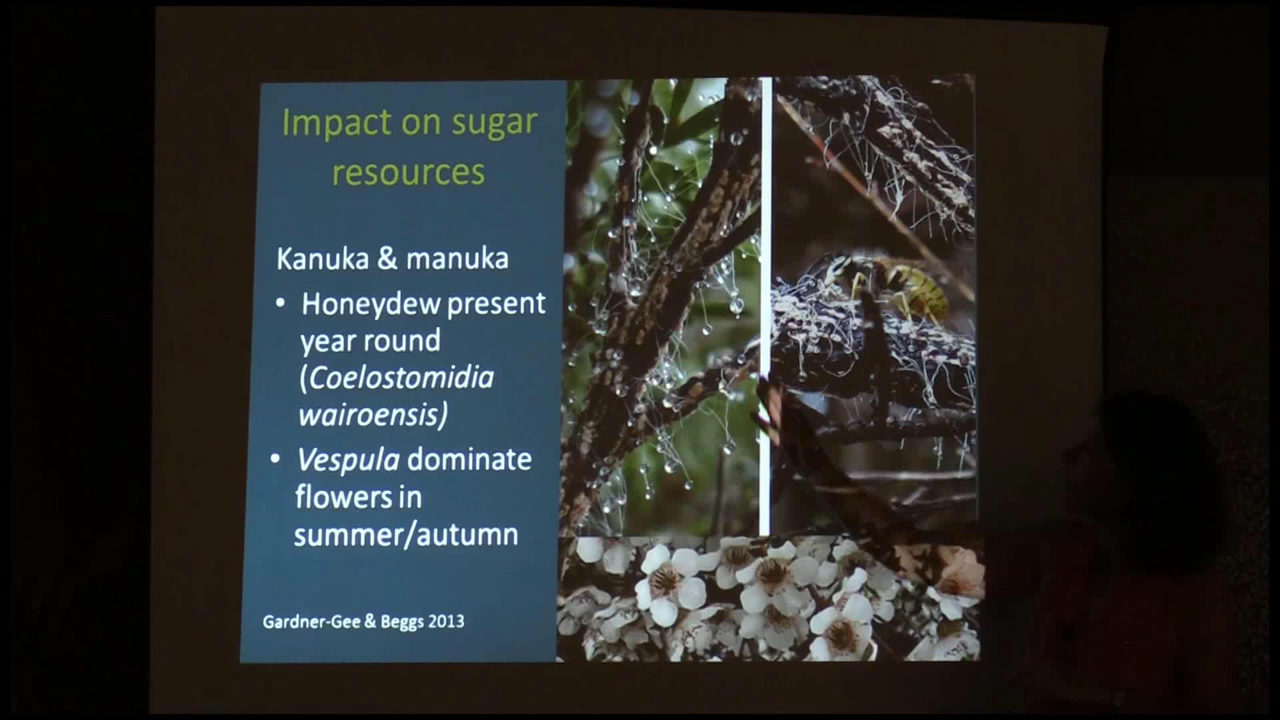 Impact on sugar
resources
Kanuka & manuka
• Honeydew present
year round
(Coelostomidia
wairoensis)
• Vespula dominate
flowers in
summer/autumn
Gardner-Gee & Beggs 2013